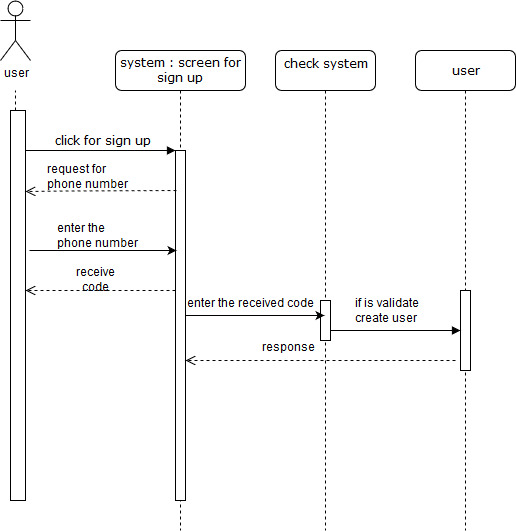 user
system : screen for
sign up
check system
user
click for sign up
request for
phone number
enter the
phone number
receive
code
enter the received code
if is validate
create user
response